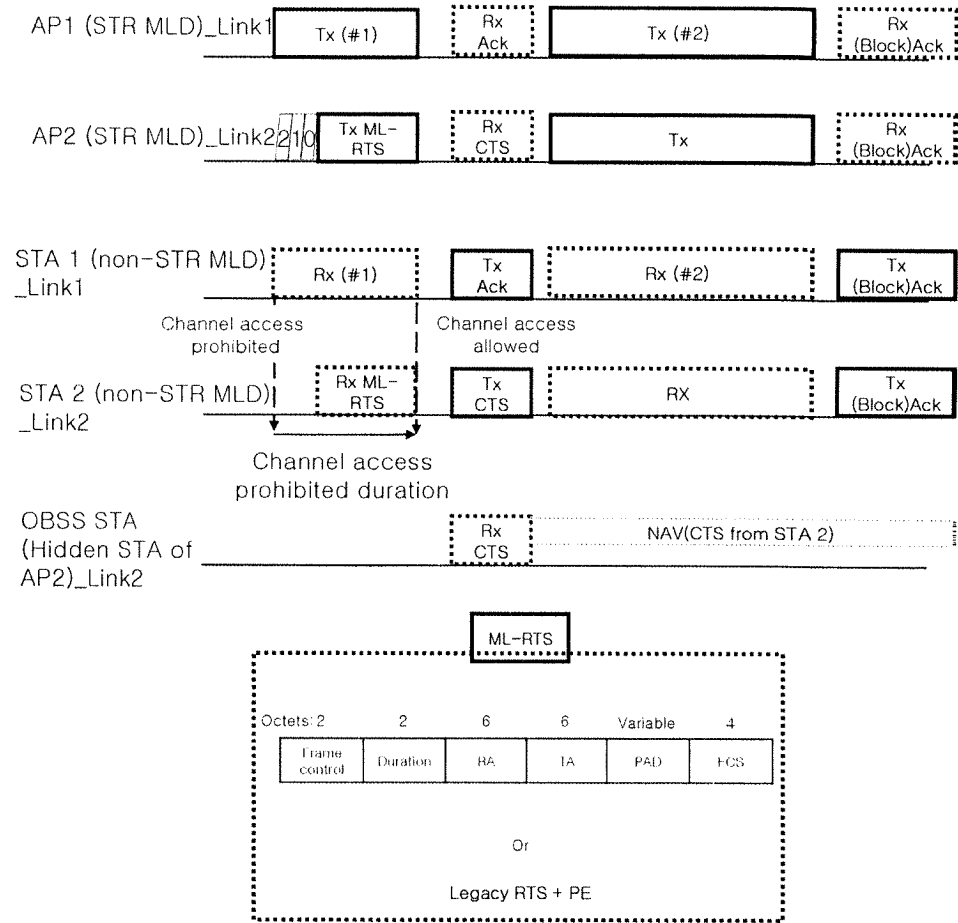 AP1 (STR MLD)_Link1
Tx (#1)
Rx
Ack
Tx (#2)
Rx
(Block)Ack
AP2 (STR MLD)_Link2
2 1 0
Tx ML-
RTS
Rx
CTS
Tx
Rx
(Block)Ack
STA 1 (non-STR MLD)
_Link1
Rx (#1)
Tx
Ack
Rx (#2)
Tx
(Block)Ack
Channel access
prohibited
Channel access
allowed
STA 2 (non-STR MLD)
_Link2
Rx ML-
RTS
Tx
CTS
RX
Tx
(Block)Ack
Channel access
prohibited duration
OBSS STA
(Hidden STA of
AP2)_Link2
Rx
CTS
NAV(CTS from STA 2)
ML-RTS
Octets: 2 2 6 6 Variable 4
Frame
control
Duration
RA
TA
PAD
FCS
Or
Legacy RTS + PE